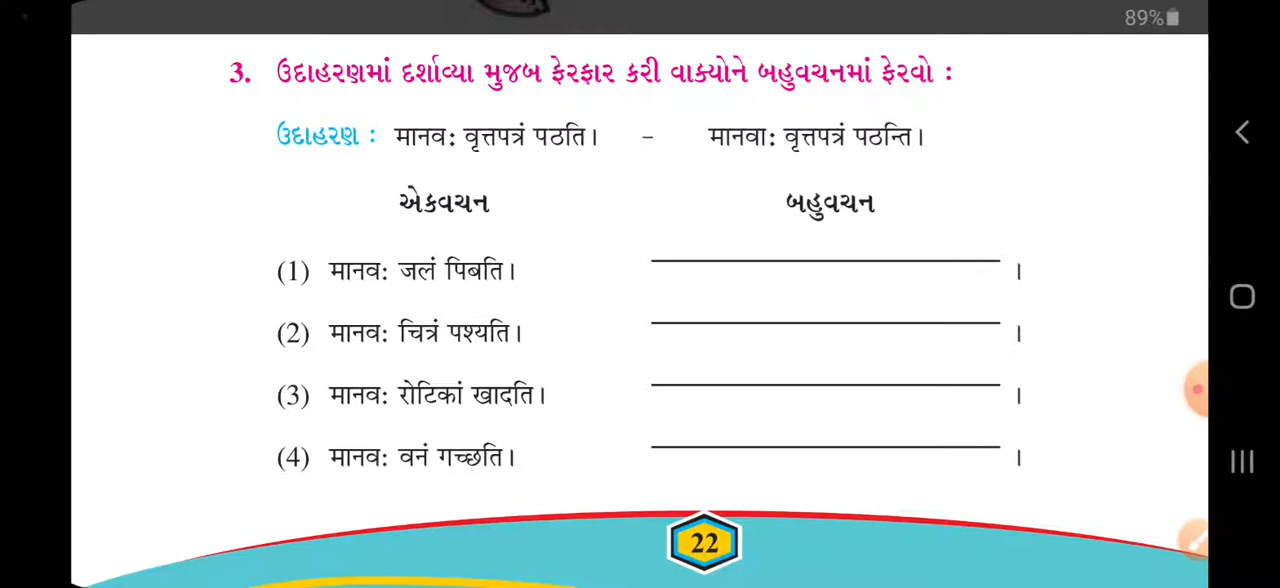 89%
3. ઉદાહરણમાં દર્શાવ્યા મુજબ ફેરફાર કરી વાક્યોને બહુવચનમાં ફેરવો :
ઉદાહરણ : मानव: वृत्तपत्रं पठति। – मानवा: वृत्तपत्रं पठन्ति।
એકવચન બહુવચન
(1) मानव: जलं पिबति। ।
(2) मानव: चित्रं पश्यति। ।
(3) मानव: रोटिकां खादति। ।
(4) मानव: वनं गच्छति। ।
22